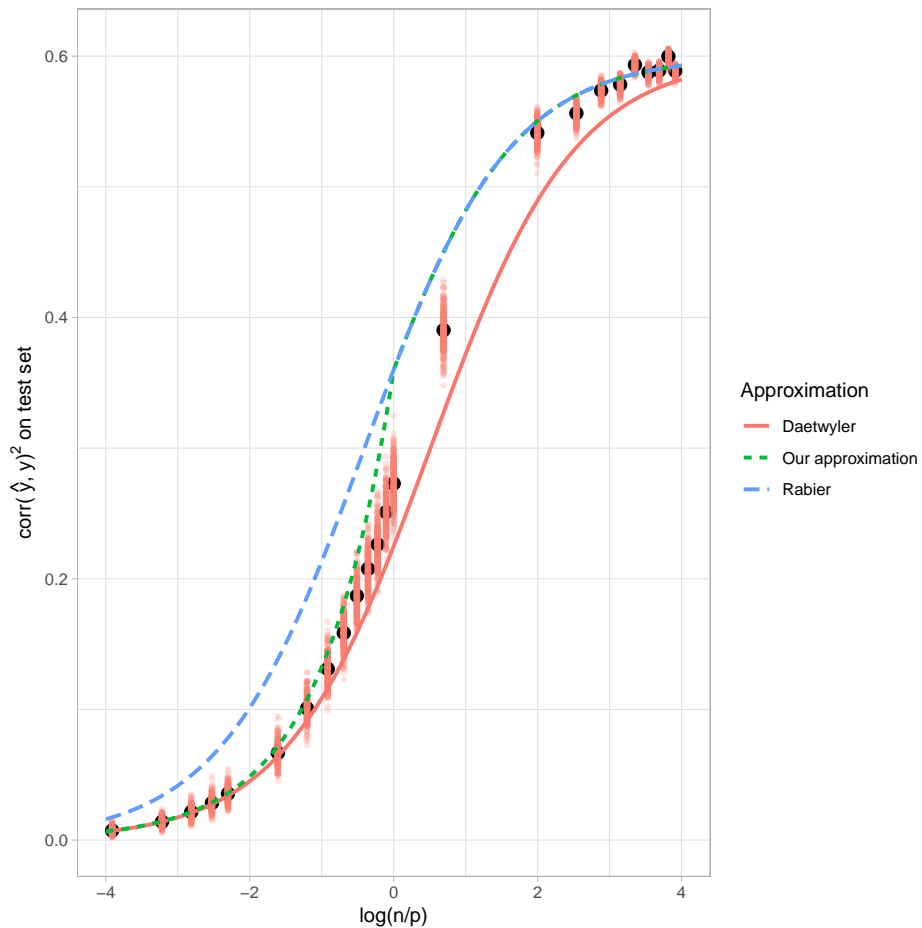 0.6
0.4
0.2
0.0
corr( ŷ, y)² on test set
−4
−2
0
2
4
log(n/p)
Approximation
Daetwyler
Our approximation
Rabier